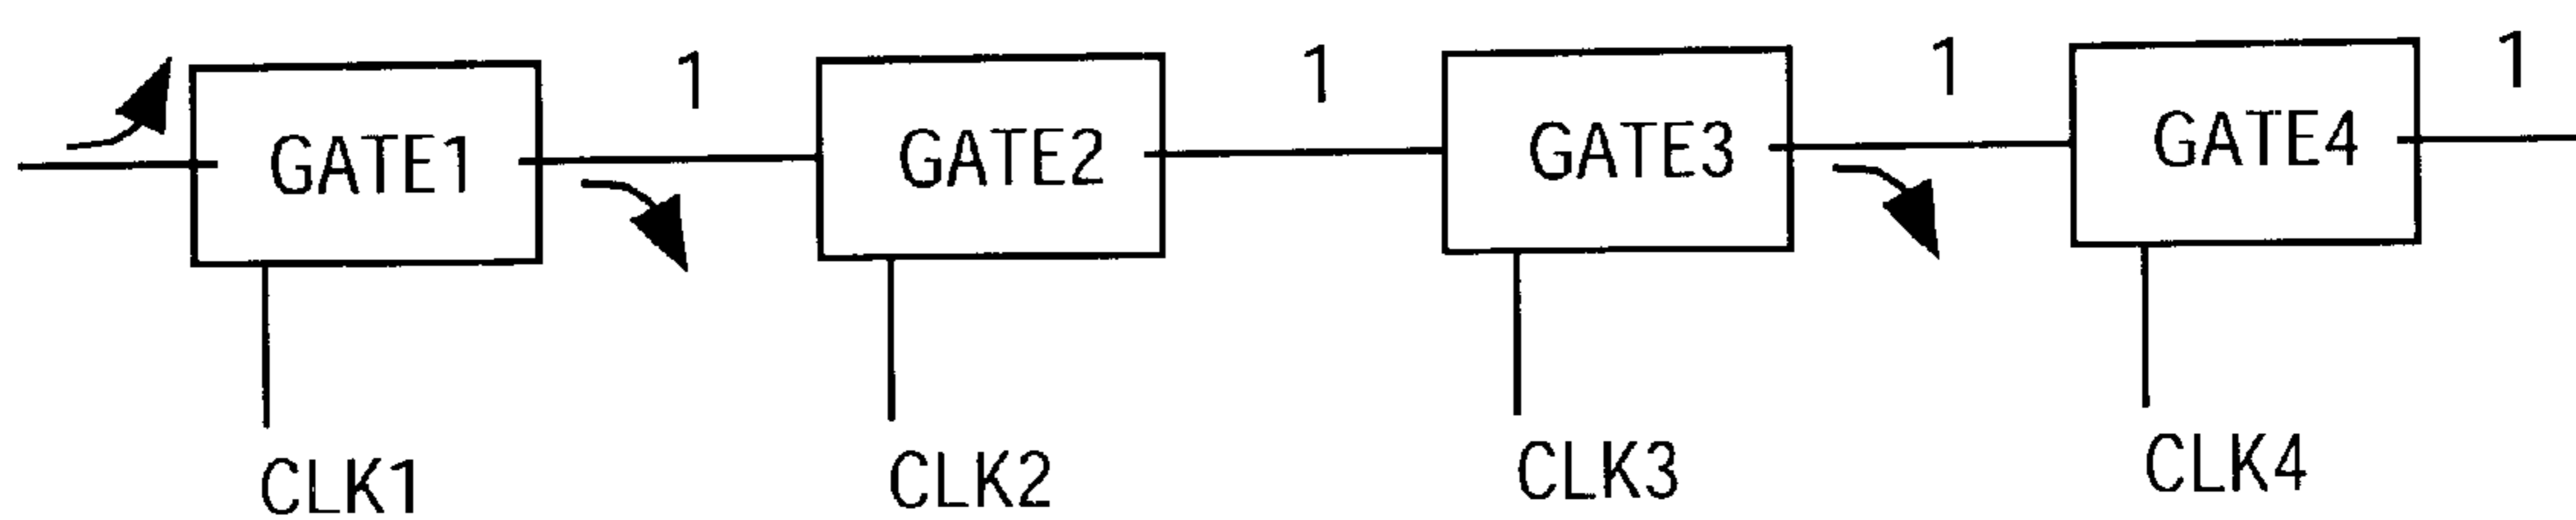 1 1 1 1
GATE1 GATE2 GATE3 GATE4
CLK1 CLK2 CLK3 CLK4